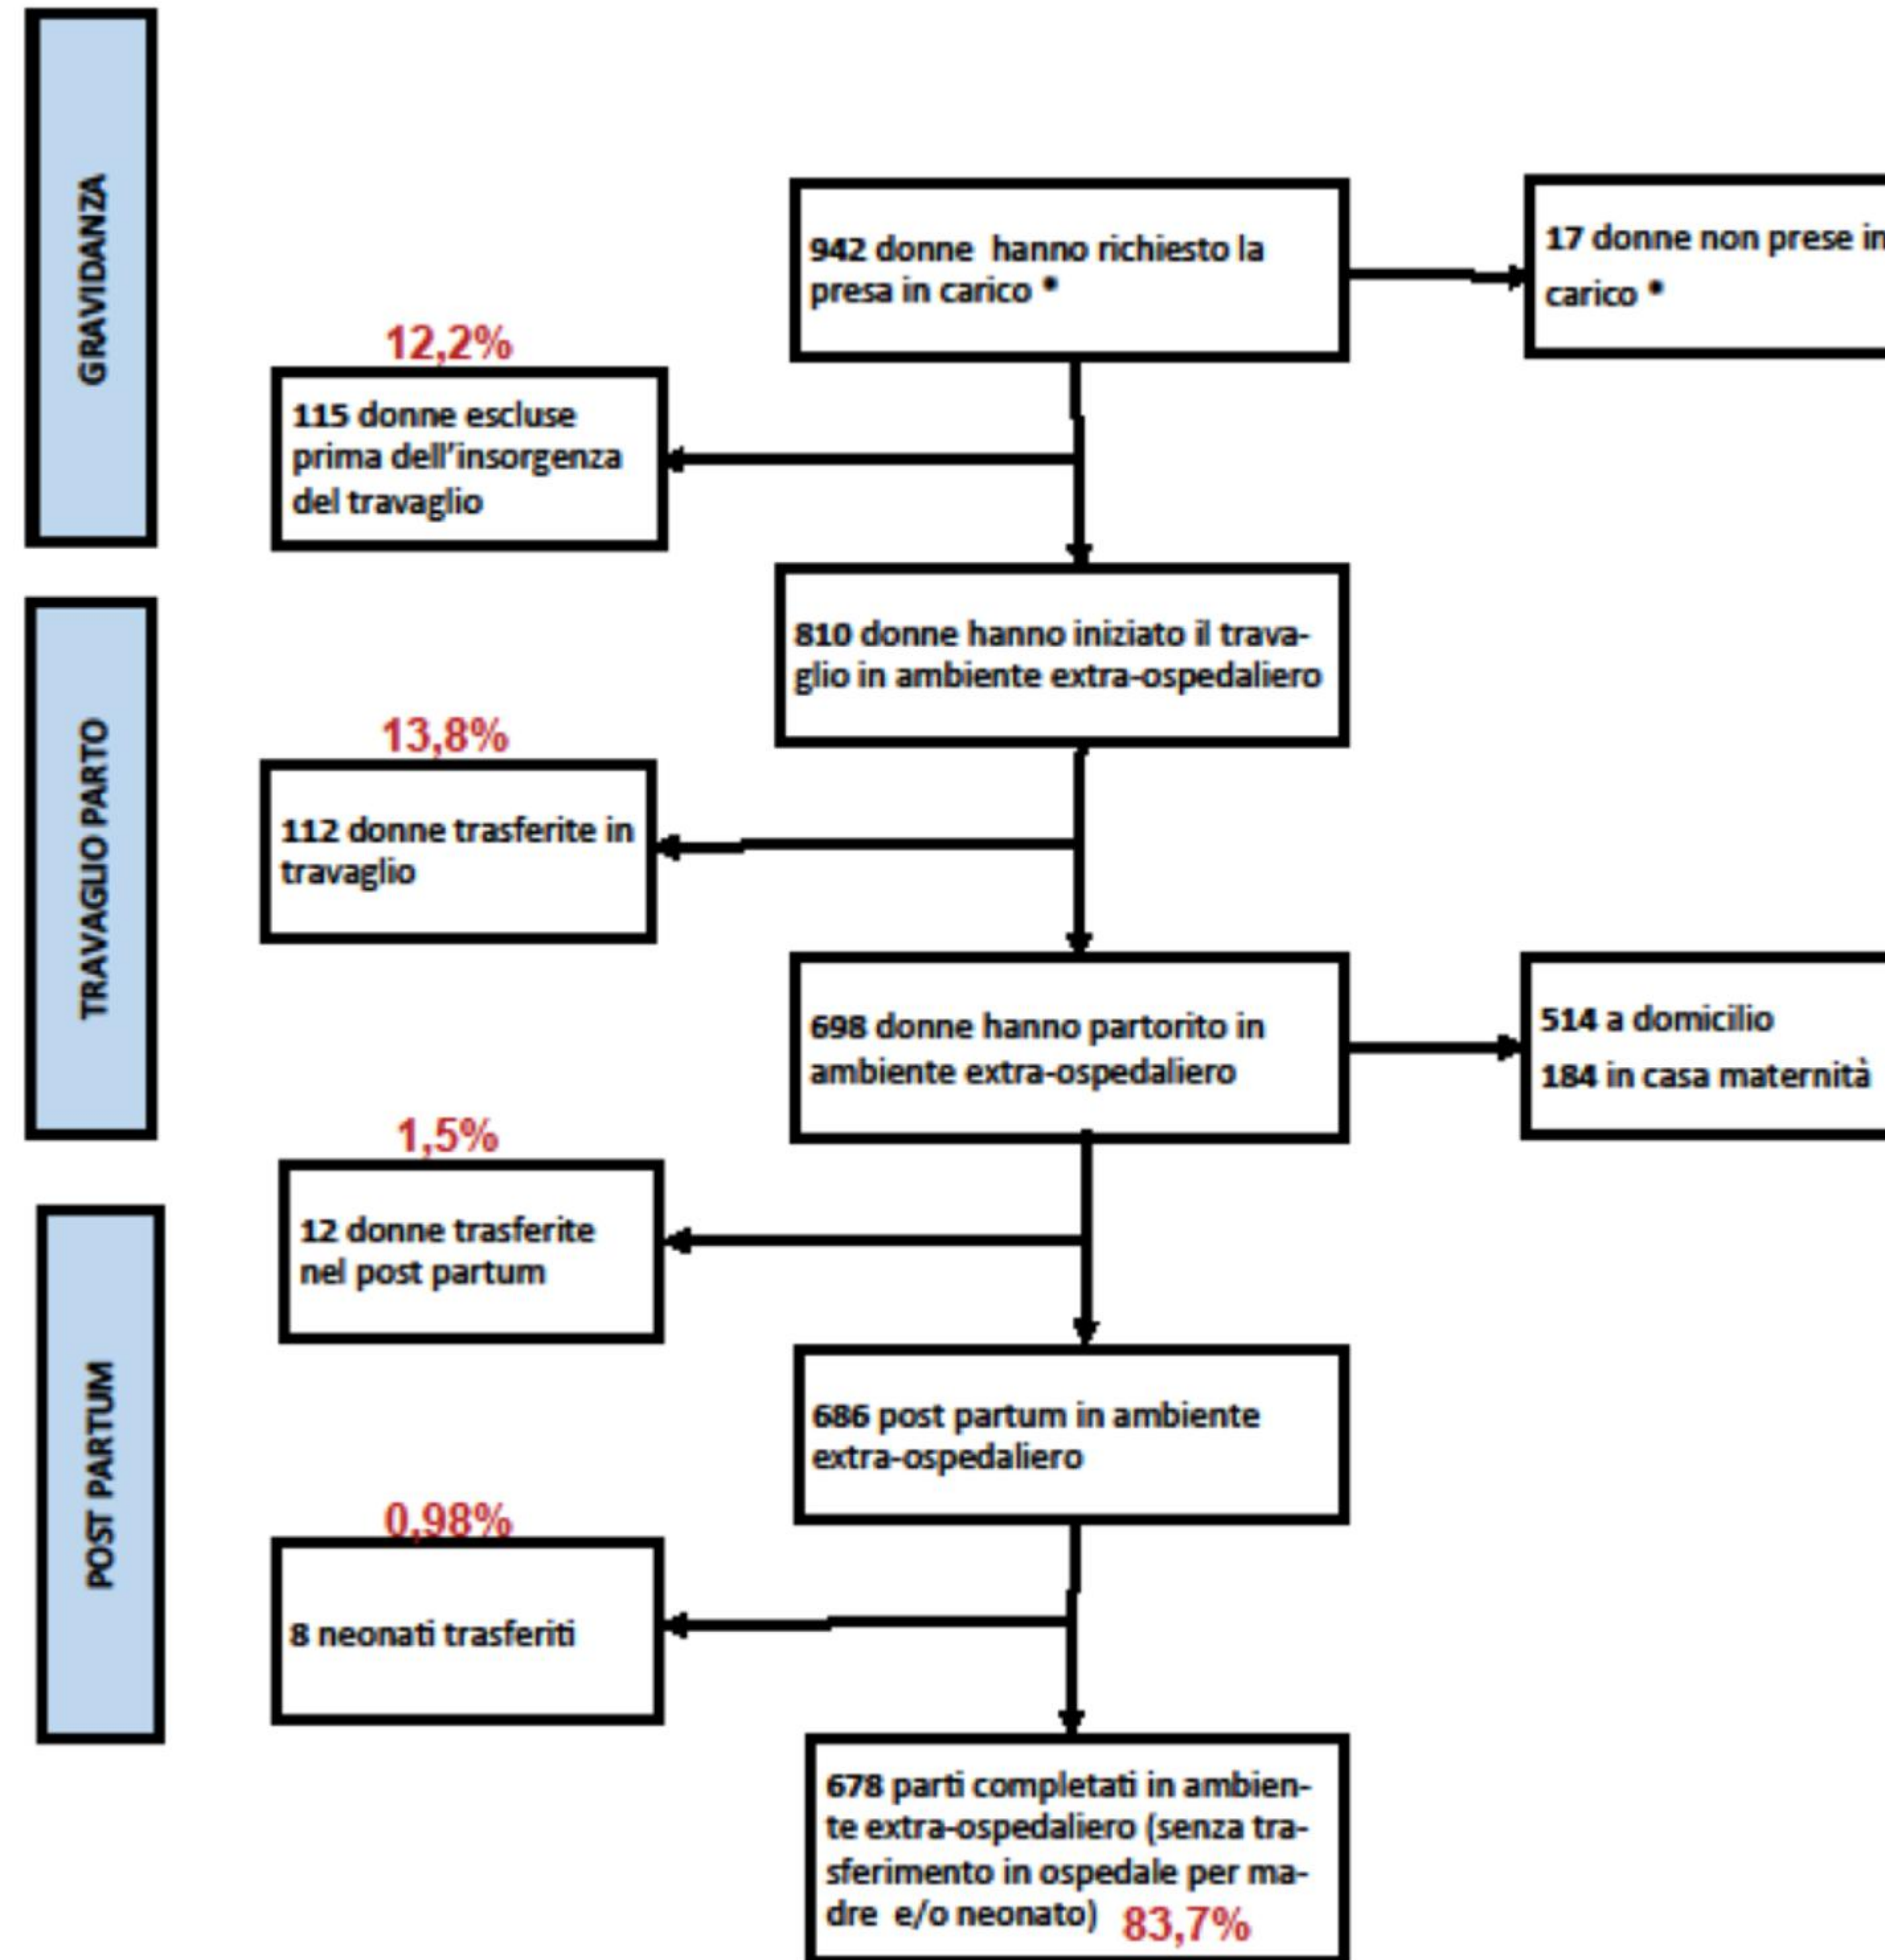 GRAVIDANZA
942 donne hanno richiesto la
presa in carico *
17 donne non prese in
carico *
12,2%
115 donne escluse
prima dell'insorgenza
del travaglio
TRAVAGLIO PARTO
810 donne hanno iniziato il trava-
glio in ambiente extra-ospedaliero
13,8%
112 donne trasferite in
travaglio
698 donne hanno partorito in
ambiente extra-ospedaliero
514 a domicilio
184 in casa maternità
POST PARTUM
1,5%
12 donne trasferite
nel post partum
686 post partum in ambiente
extra-ospedaliero
0,98%
8 neonati trasferiti
678 parti completati in ambien-
te extra-ospedaliero (senza tra-
sferimento in ospedale per ma-
dre e/o neonato) 83,7%